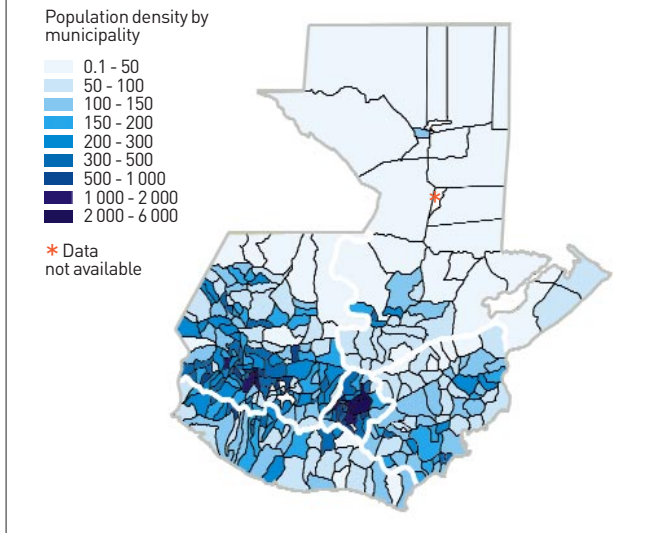 Population density by
municipality
0.1 - 50
50 - 100
100 - 150
150 - 200
200 - 300
300 - 500
500 - 1 000
1 000 - 2 000
2 000 - 6 000
* Data
not available
*